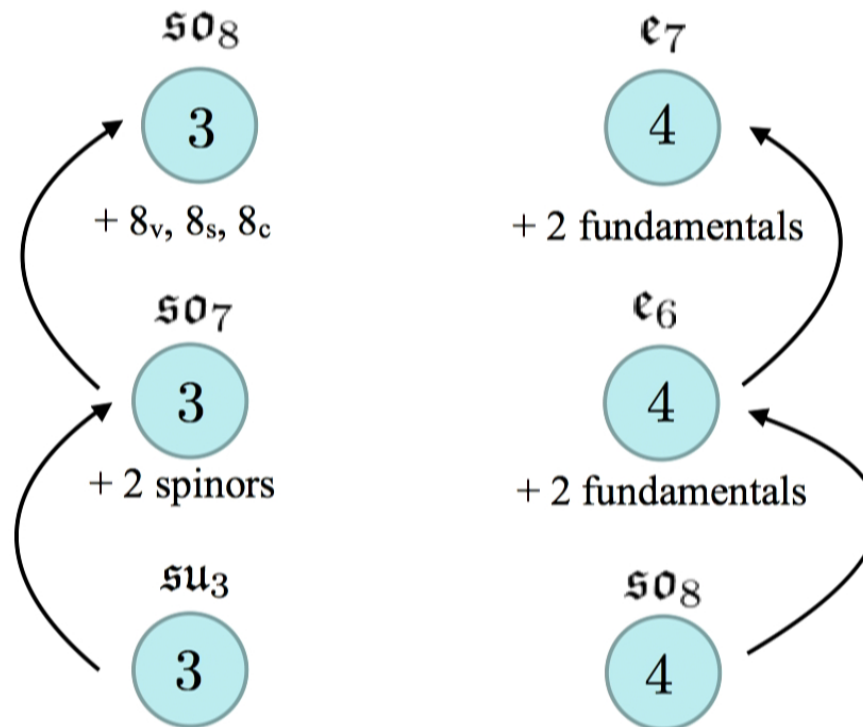 𝔰𝔬₈
3
+ 8ᵥ, 8ₛ, 8c
𝔰𝔬₇
3
+ 2 spinors
𝔰𝔲₃
3
𝔢₇
4
+ 2 fundamentals
𝔢₆
4
+ 2 fundamentals
𝔰𝔬₈
4